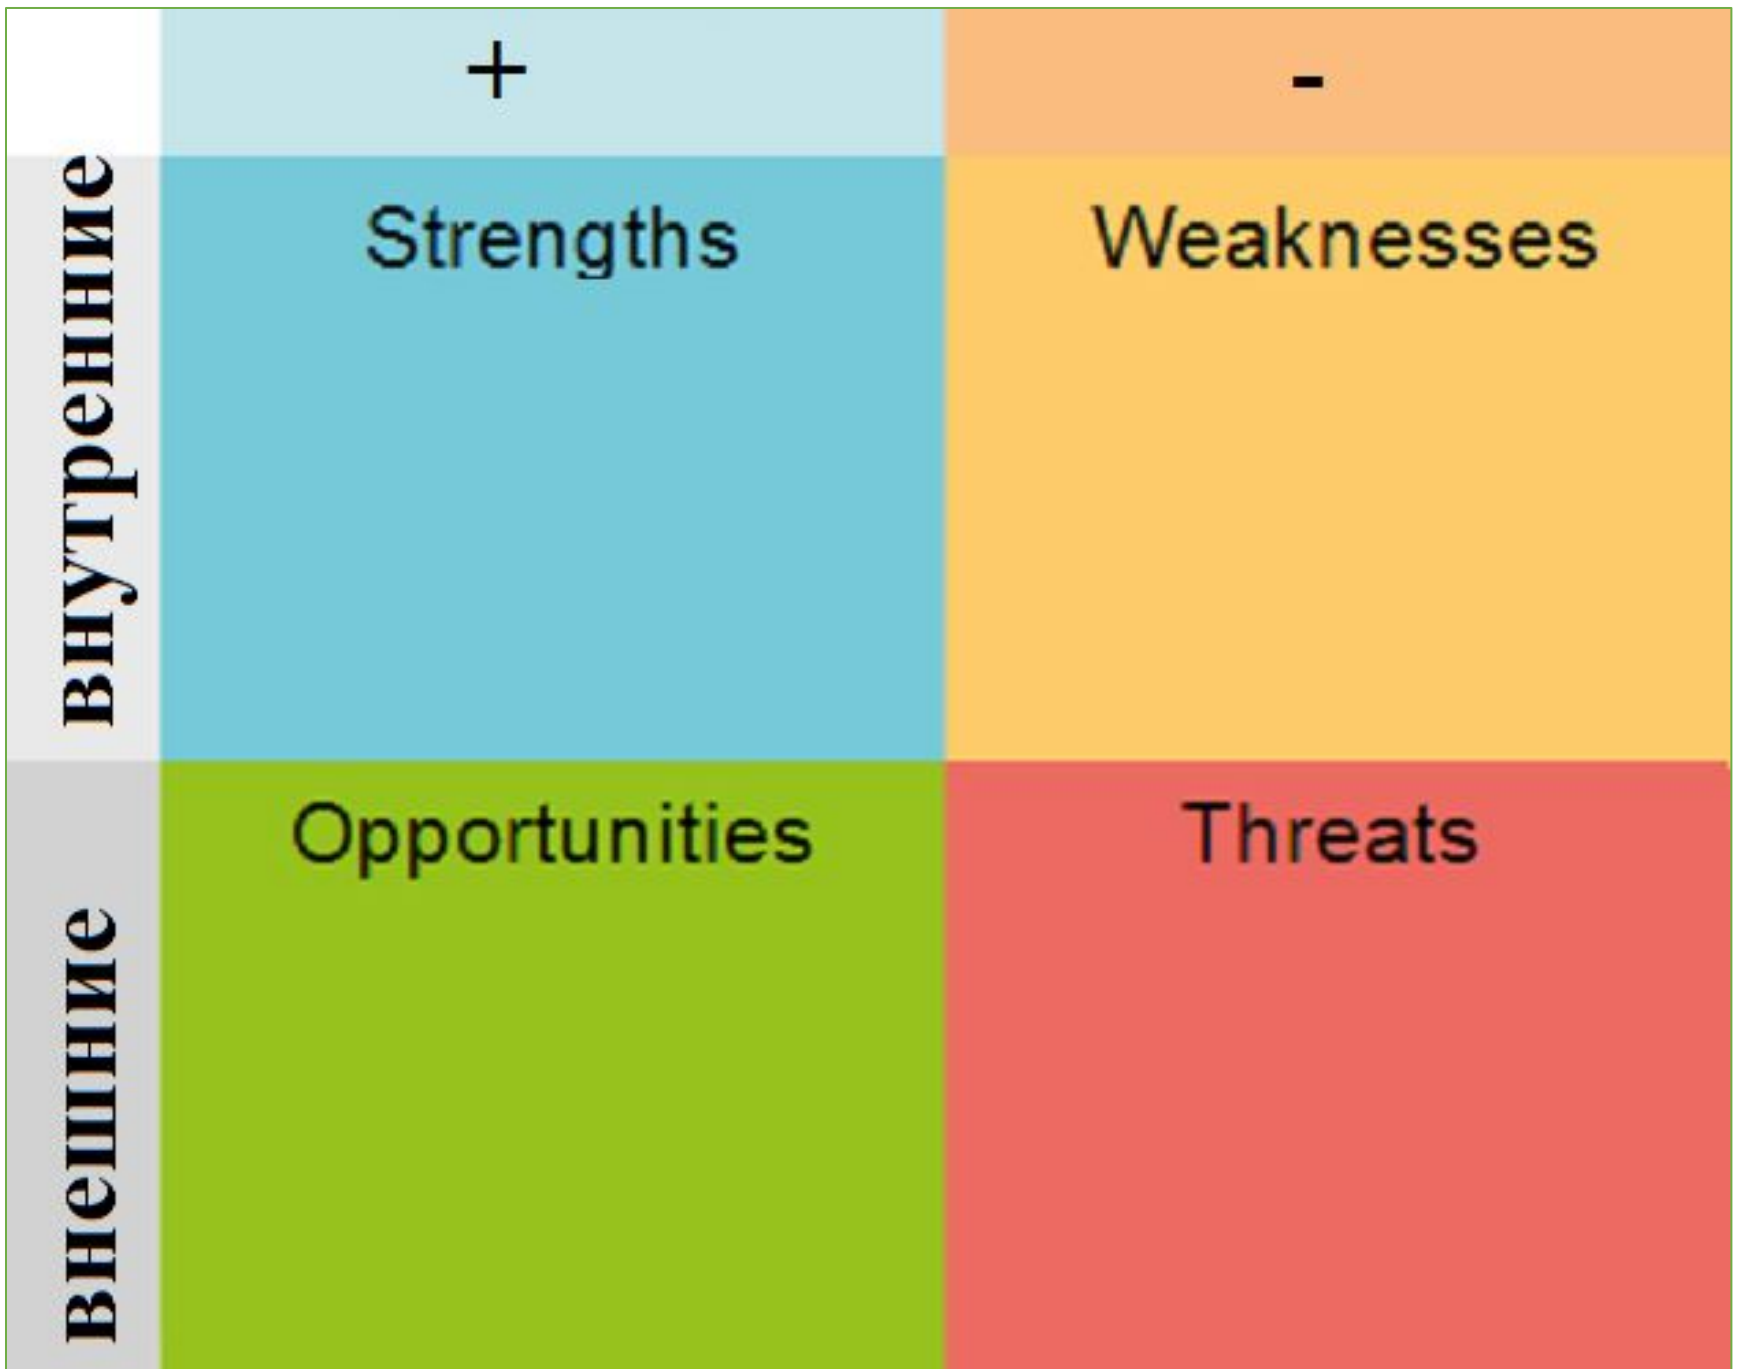 + -
внутренние
Strengths Weaknesses
внешние
Opportunities Threats